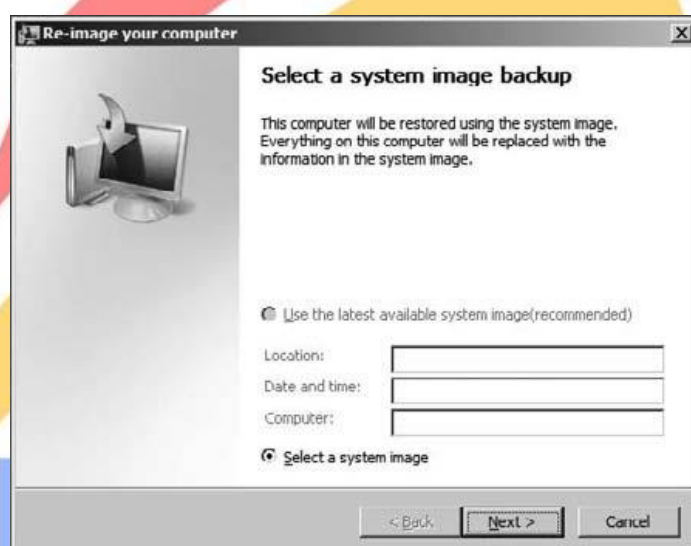 Re-image your computer
Select a system image backup
This computer will be restored using the system image.
Everything on this computer will be replaced with the
information in the system image.
Use the latest available system image(recommended)
Location:
Date and time:
Computer:
Select a system image
< Back
Next >
Cancel